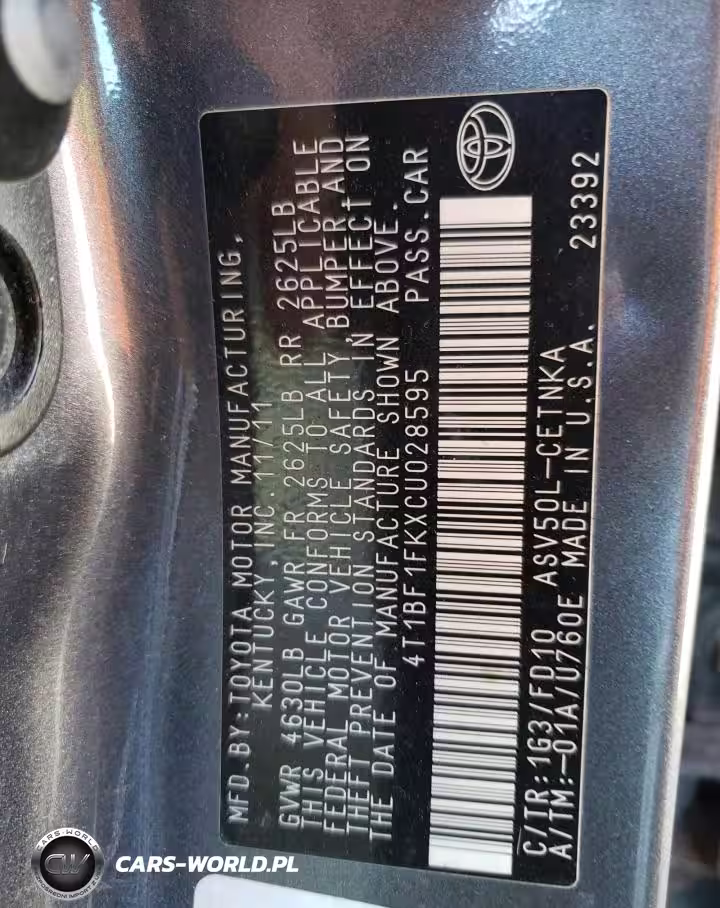 MFD.BY:TOYOTA MOTOR MANUFACTURING,
KENTUCKY,INC.11/11
GVWR 4630LB GAWR FR 2625LB RR 2625LB
THIS VEHICLE CONFORMS TO ALL APPLICABLE
FEDERAL MOTOR VEHICLE SAFETY, BUMPER AND
THEFT PREVENTION STANDARDS IN EFFECT ON
THE DATE OF MANUFACTURE SHOWN ABOVE.
4T1BF1FKXCU028595 PASS.CAR
C/TR:1G3/FD10 ASV50L-CETNKA
A/TM:-01A/U760E MADE IN U.S.A. 23392
CARS-WORLD
CW
CARS-WORLD.PL